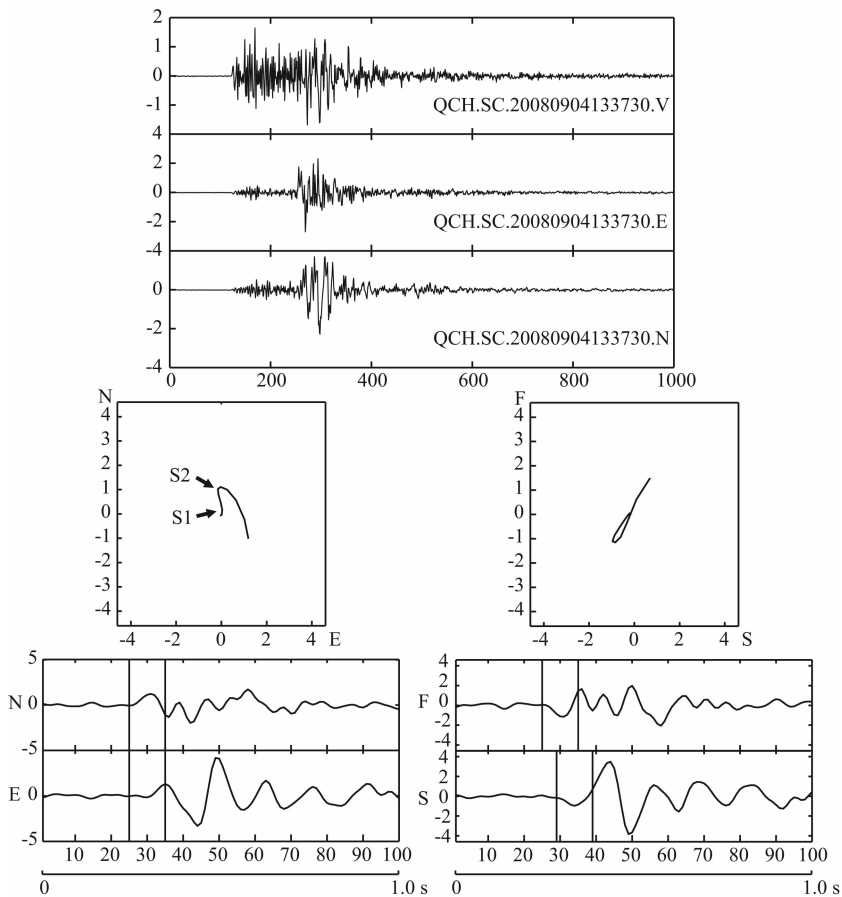 2
1
0
-1
QCH.SC.20080904133730.V
4
2
0
-2
QCH.SC.20080904133730.E
-4
0
-2
QCH.SC.20080904133730.N
-4
0 200 400 600 800 1000
N F
4 4
3 3
2 2
S2
1 1
S1
0 0
-1 -1
-2 -2
-3 -3
-4 -4
-4 -2 0 2 4 E -4 -2 0 2 4 S
5 4
2
N 0 F 0
-2
-5 -4
4
2
E 0 S 0
-2
-5 -4
10 20 30 40 50 60 70 80 90 100 10 20 30 40 50 60 70 80 90 100
0 1.0 s 0 1.0 s